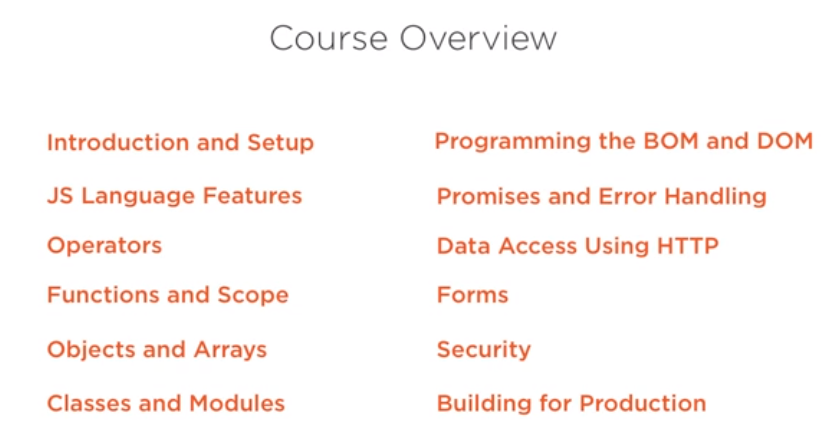 Course Overview
Introduction and Setup
JS Language Features
Operators
Functions and Scope
Objects and Arrays
Classes and Modules
Programming the BOM and DOM
Promises and Error Handling
Data Access Using HTTP
Forms
Security
Building for Production